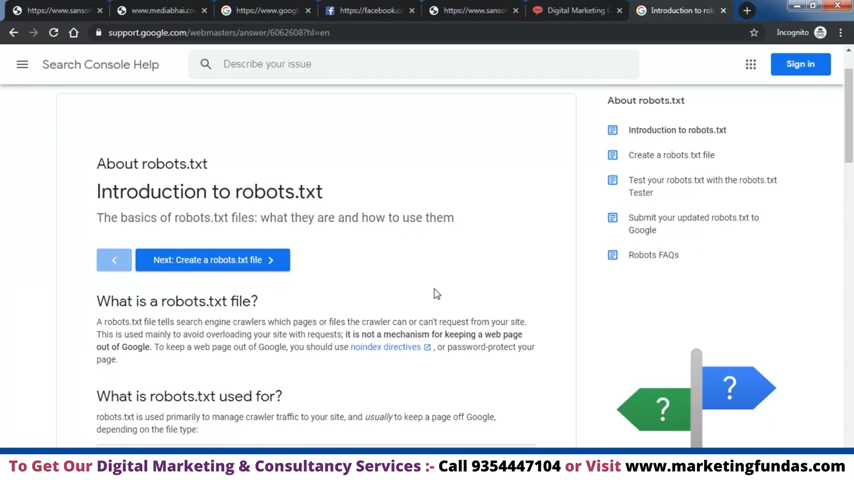 https://www.sansof
www.mediabhai.co
https://www.googl
https://facebook.c
https://www.sansof
Digital Marketing C
Introduction to rob
support.google.com/webmasters/answer/6062608?hl=en
Incognito
Search Console Help
Describe your issue
Sign in
About robots.txt
Introduction to robots.txt
The basics of robots.txt files: what they are and how to use them
Next: Create a robots.txt file
What is a robots.txt file?
A robots.txt file tells search engine crawlers which pages or files the crawler can or can't request from your site.
This is used mainly to avoid overloading your site with requests; it is not a mechanism for keeping a web page
out of Google. To keep a web page out of Google, you should use noindex directives , or password-protect your
page.
What is robots.txt used for?
robots.txt is used primarily to manage crawler traffic to your site, and usually to keep a page off Google,
depending on the file type:
About robots.txt
Introduction to robots.txt
Create a robots.txt file
Test your robots.txt with the robots.txt
Tester
Submit your updated robots.txt to
Google
Robots FAQs
?
?
To Get Our Digital Marketing & Consultancy Services :- Call 9354447104 or Visit www.marketingfundas.com